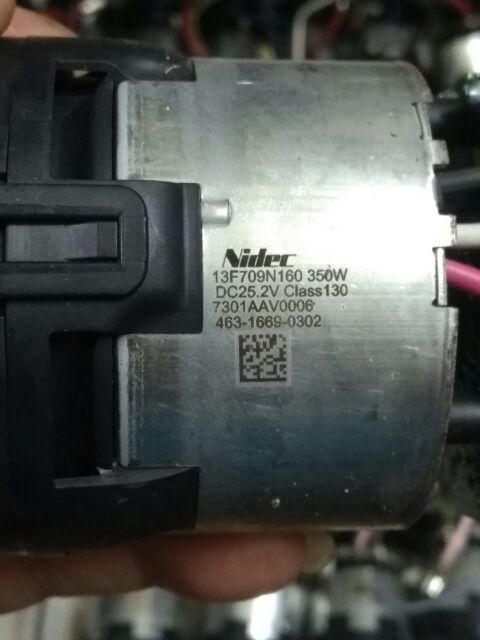 Nidec
13F709N160 350W
DC25.2V Class130
7301AAV0006
463-1669-0302